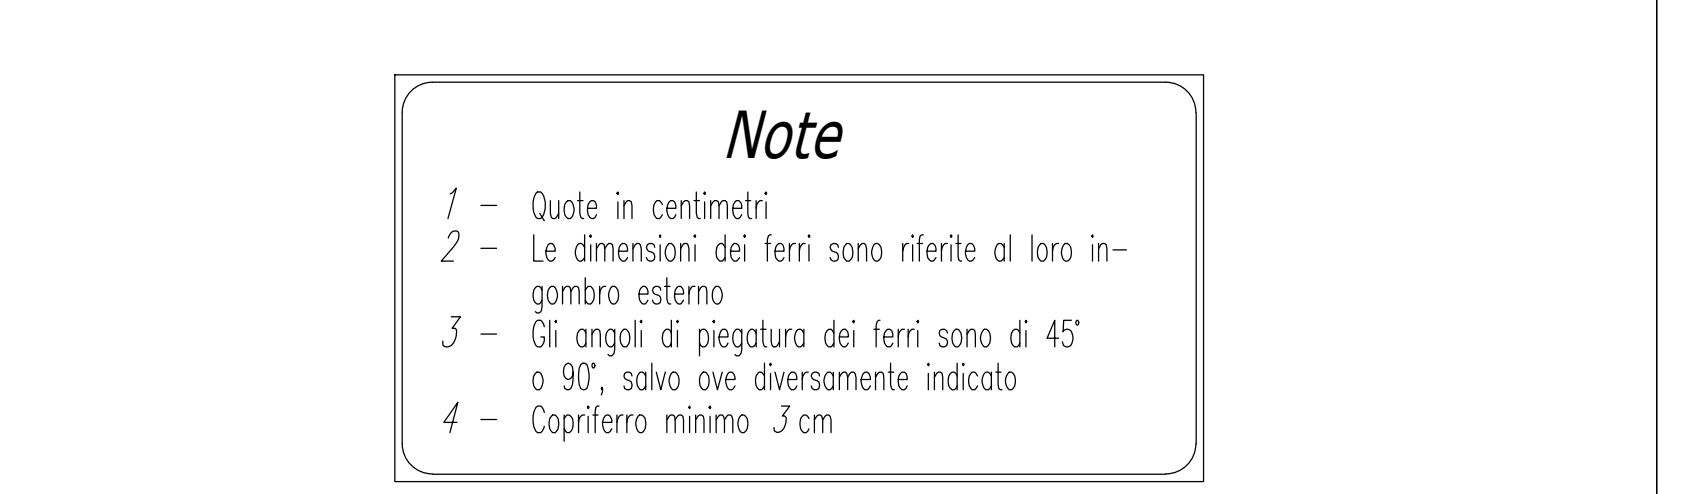 Note
1 - Quote in centimetri
2 - Le dimensioni dei ferri sono riferite al loro in-
gombro esterno
3 - Gli angoli di piegatura dei ferri sono di 45°
o 90°, salvo ove diversamente indicato
4 - Copriferro minimo 3 cm